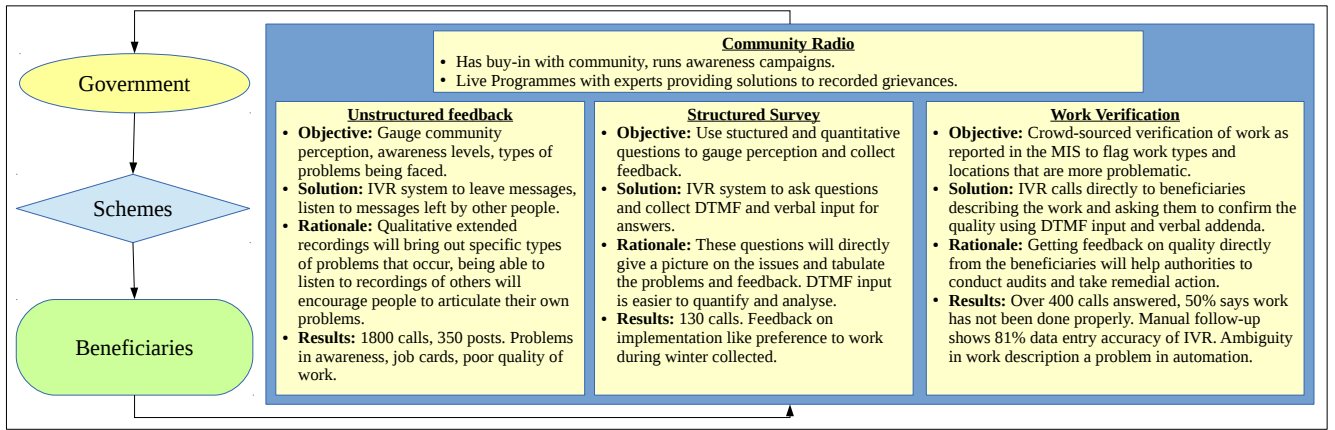 Government
Schemes
Beneficiaries
Community Radio
• Has buy-in with community, runs awareness campaigns.
• Live Programmes with experts providing solutions to recorded grievances.
Unstructured feedback
• Objective: Gauge community
perception, awareness levels, types of
problems being faced.
• Solution: IVR system to leave messages,
listen to messages left by other people.
• Rationale: Qualitative extended
recordings will bring out specific types
of problems that occur, being able to
listen to recordings of others will
encourage people to articulate their own
problems.
• Results: 1800 calls, 350 posts. Problems
in awareness, job cards, poor quality of
work.
Structured Survey
• Objective: Use stuctured and quantitative
questions to gauge perception and collect
feedback.
• Solution: IVR system to ask questions
and collect DTMF and verbal input for
answers.
• Rationale: These questions will directly
give a picture on the issues and tabulate
the problems and feedback. DTMF input
is easier to quantify and analyse.
• Results: 130 calls. Feedback on
implementation like preference to work
during winter collected.
Work Verification
• Objective: Crowd-sourced verification of work as
reported in the MIS to flag work types and
locations that are more problematic.
• Solution: IVR calls directly to beneficiaries
describing the work and asking them to confirm the
quality using DTMF input and verbal addenda.
• Rationale: Getting feedback on quality directly
from the beneficiaries will help authorities to
conduct audits and take remedial action.
• Results: Over 400 calls answered, 50% says work
has not been done properly. Manual follow-up
shows 81% data entry accuracy of IVR. Ambiguity
in work description a problem in automation.